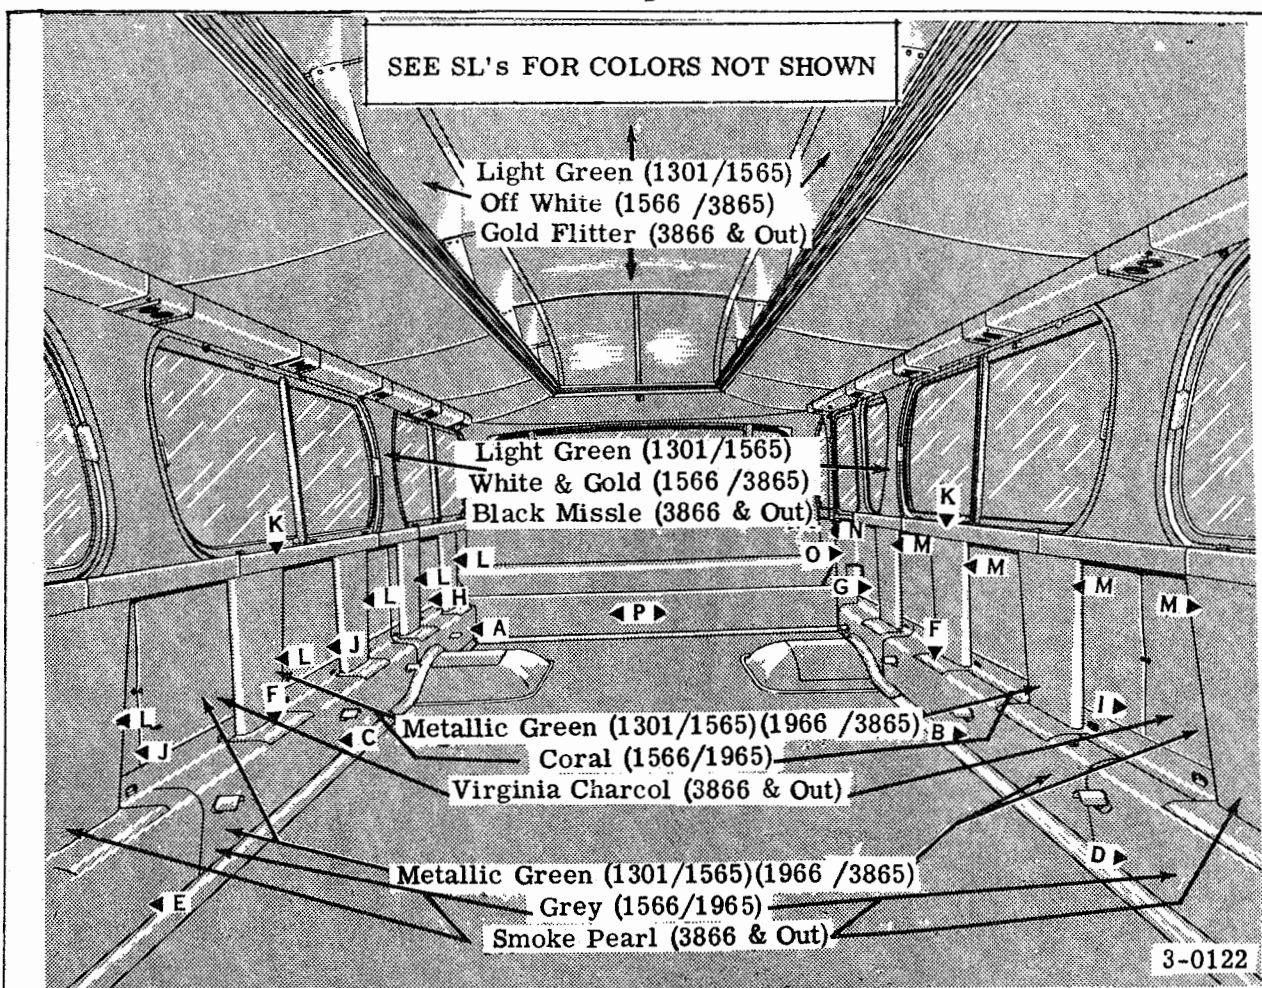 SEE SL's FOR COLORS NOT SHOWN
Light Green (1301/1565)
Off White (1566 /3865)
Gold Flitter (3866 & Out)
Light Green (1301/1565)
White & Gold (1566 /3865)
Black Missle (3866 & Out)
K
K
N
L
O
M
M
L
L
H
G
M
M
P
A
F
J
L
F
I
L
J
C
B
Metallic Green (1301/1565)(1966 /3865)
Coral (1566/1965)
Virginia Charcol (3866 & Out)
D
E
Metallic Green (1301/1565)(1966 /3865)
Grey (1566/1965)
Smoke Pearl (3866 & Out)
3-0122